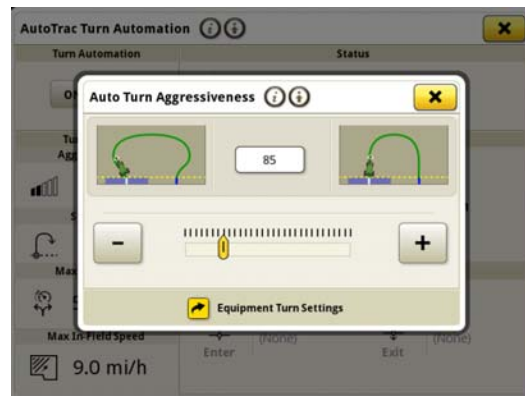 AutoTrac Turn Automation
Turn Automation
Status
Auto Turn Aggressiveness
85
-
+
Equipment Turn Settings
Max In-Field Speed
9.0 mi/h
(None)
Enter
(None)
Exit